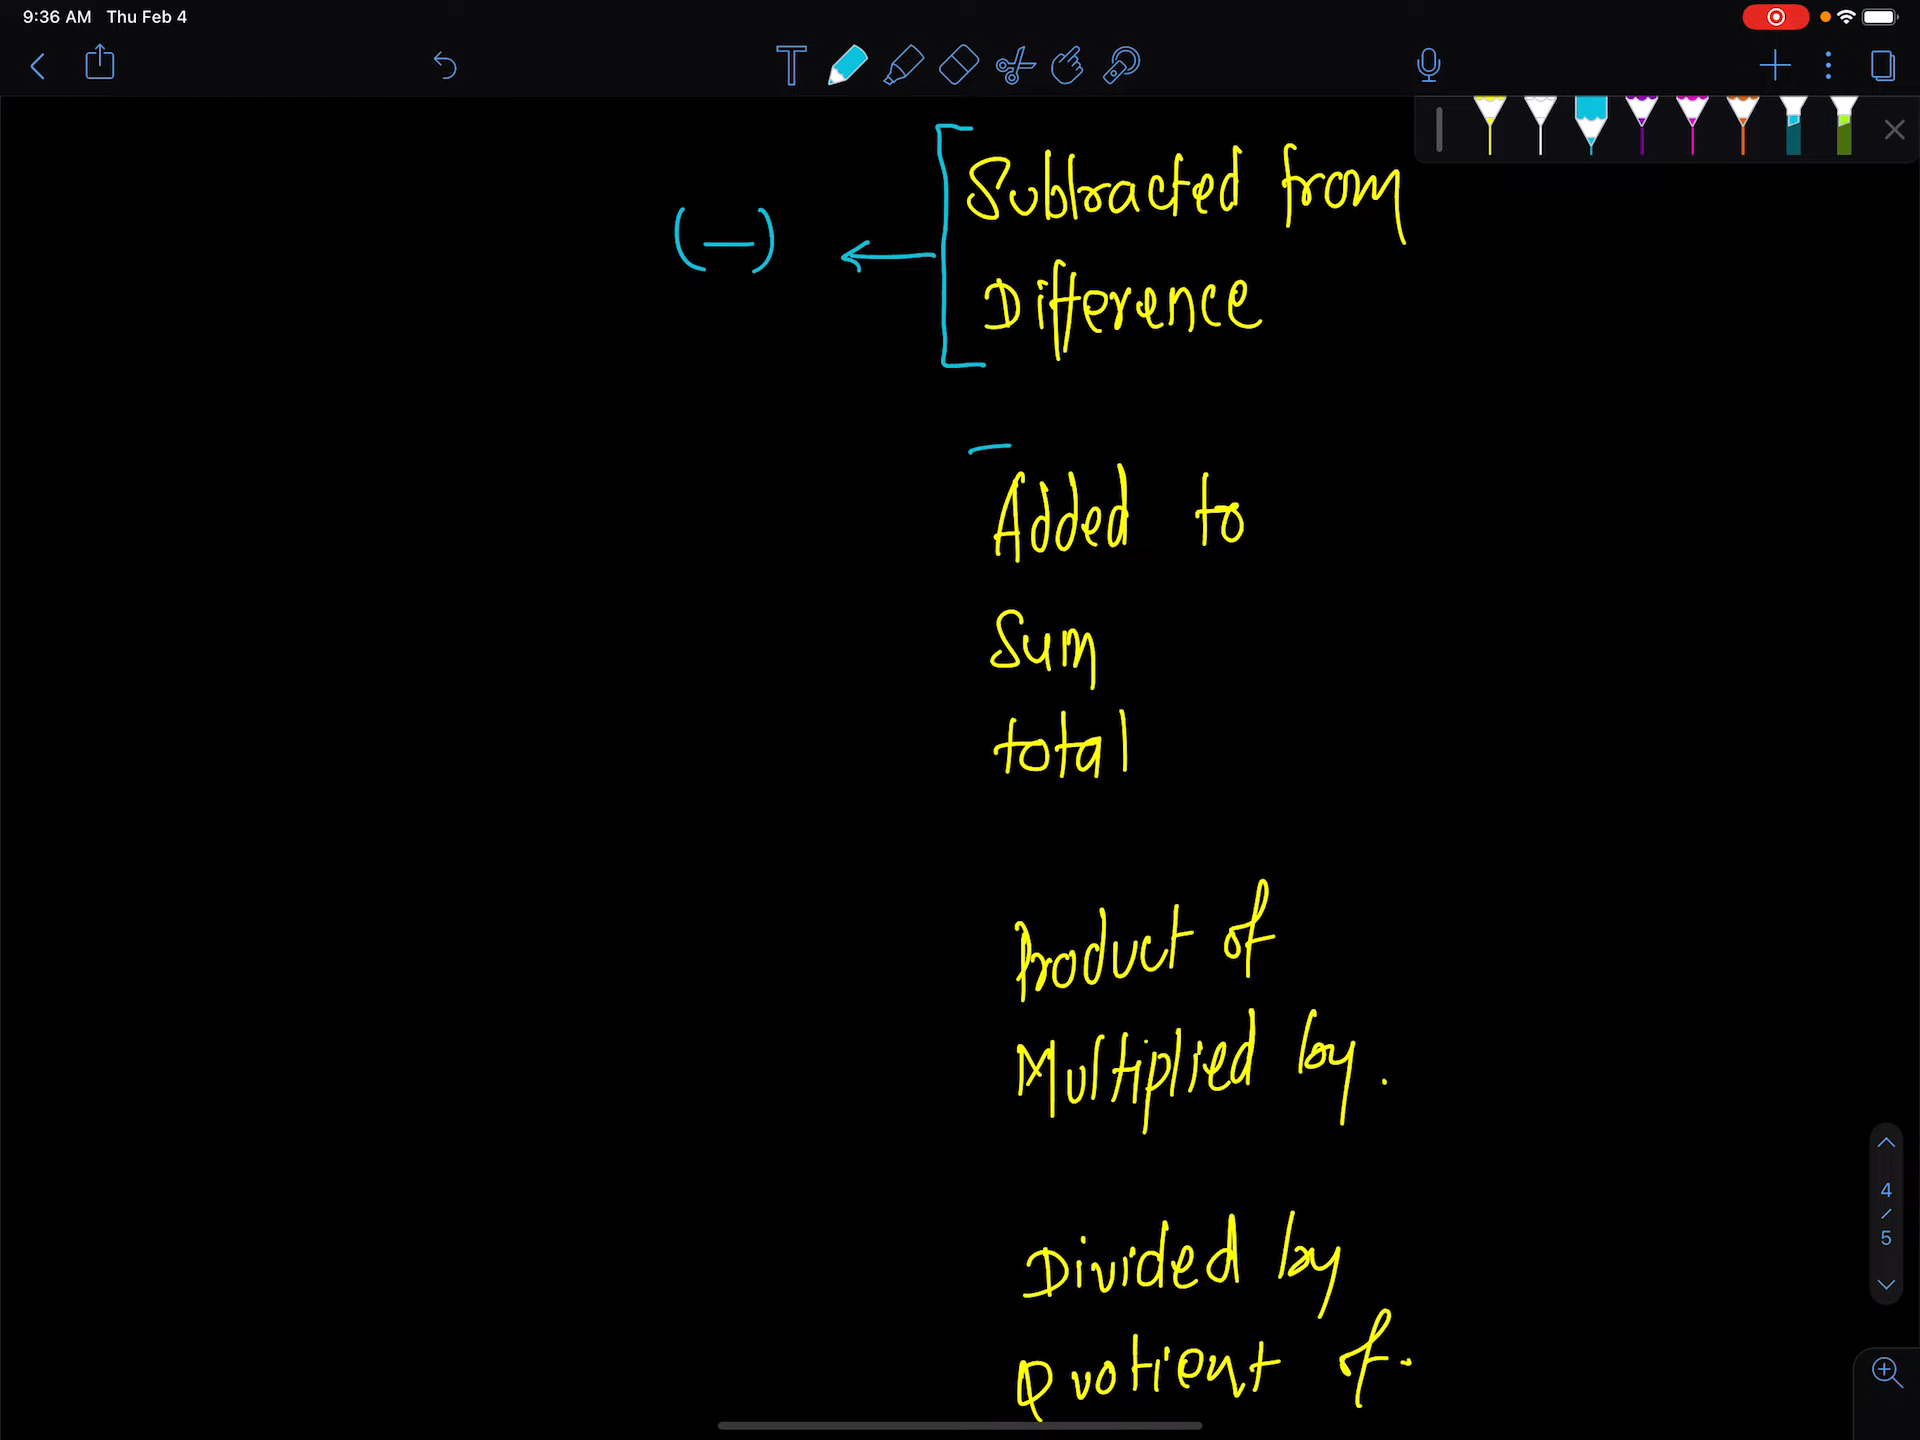 9:36 AM Thu Feb 4
T
(—) ← Subtracted from
Difference
Added to
Sum
total
Product of
Multiplied by.
4
/
5
Divided by
Quotient of.